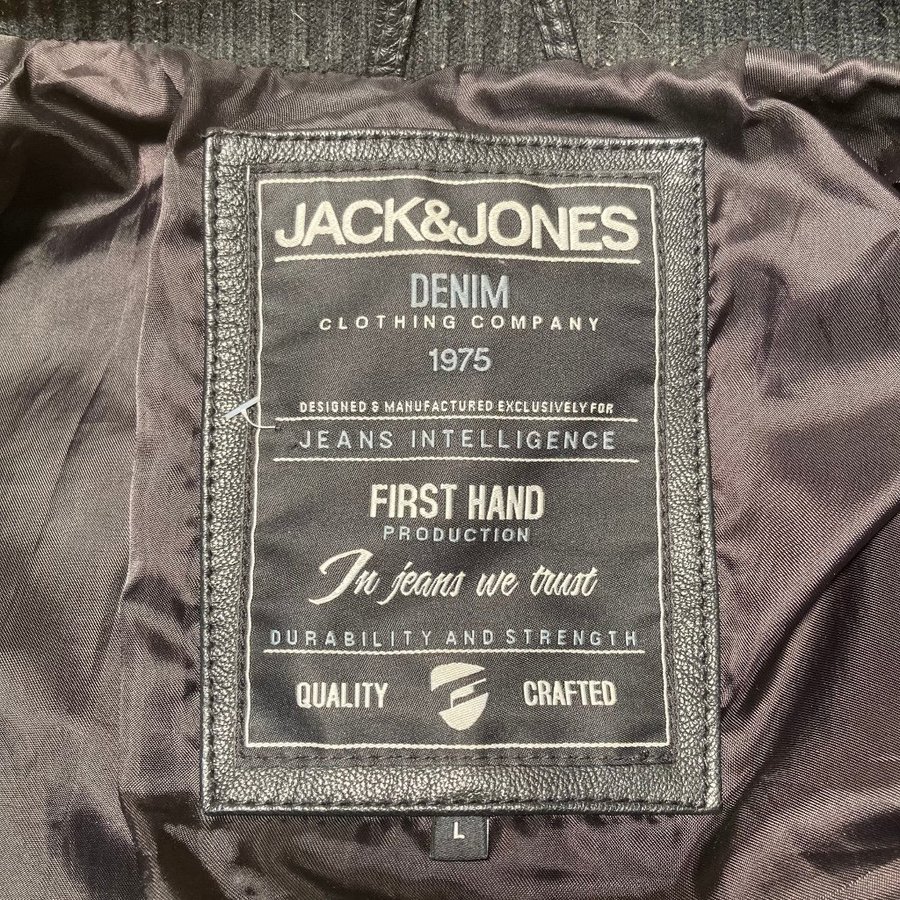 JACK&JONES
DENIM
CLOTHING COMPANY
1975
DESIGNED & MANUFACTURED EXCLUSIVELY FOR
JEANS INTELLIGENCE
FIRST HAND
PRODUCTION
In jeans we trust
DURABILITY AND STRENGTH
QUALITY CRAFTED
L